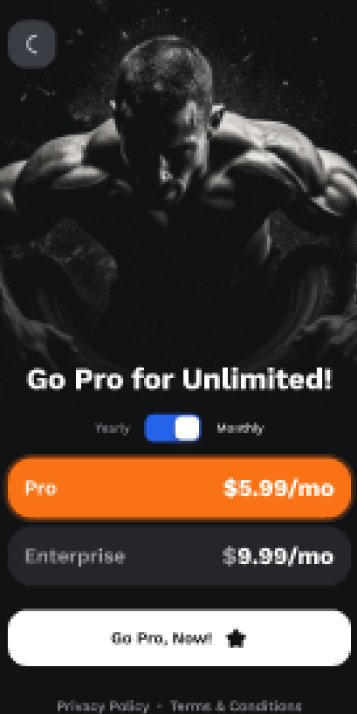 Go Pro for Unlimited!
Yearly Monthly
Pro $5.99/mo
Enterprise $9.99/mo
Go Pro, Now!
Privacy Policy - Terms & Conditions